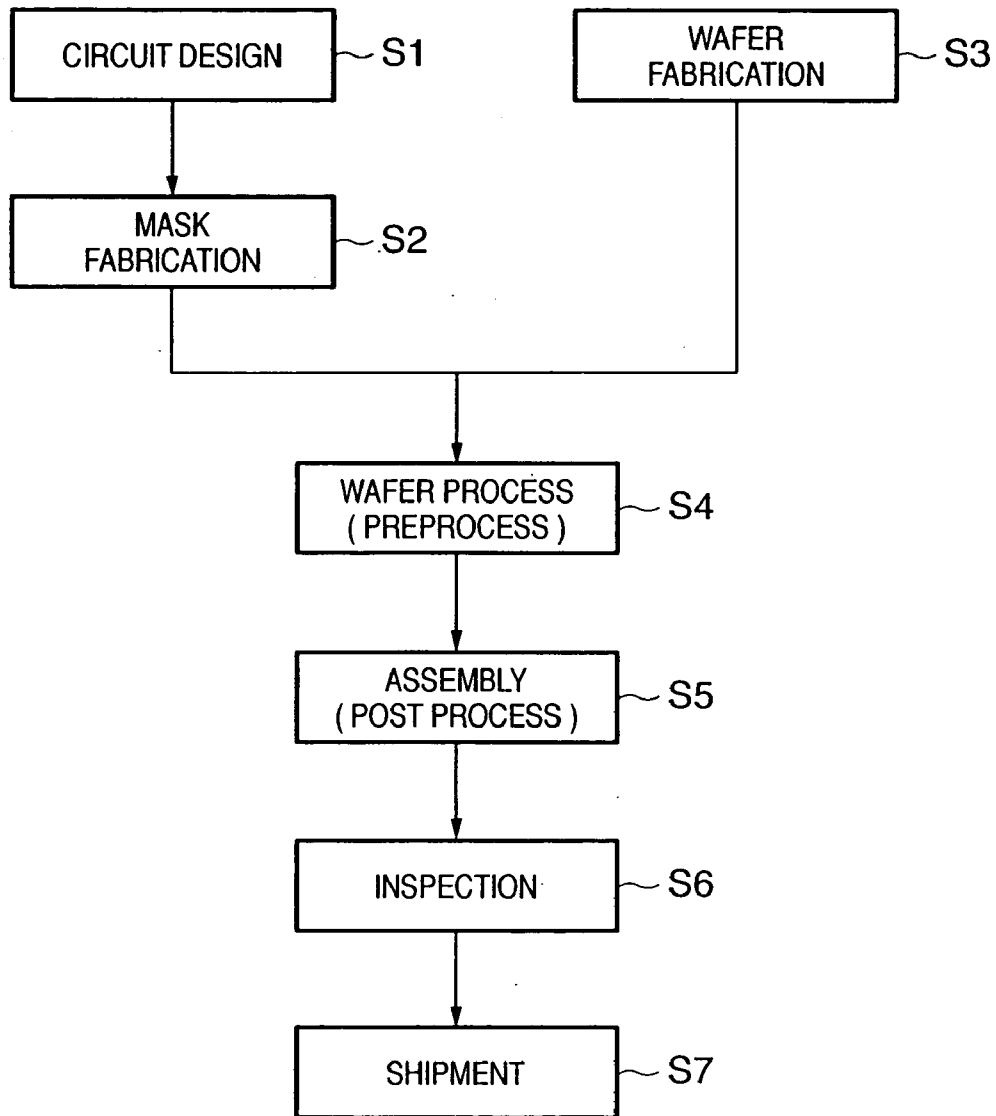 CIRCUIT DESIGN
S1
WAFER
FABRICATION
S3
MASK
FABRICATION
S2
WAFER PROCESS
( PREPROCESS )
S4
ASSEMBLY
( POST PROCESS )
S5
INSPECTION
S6
SHIPMENT
S7